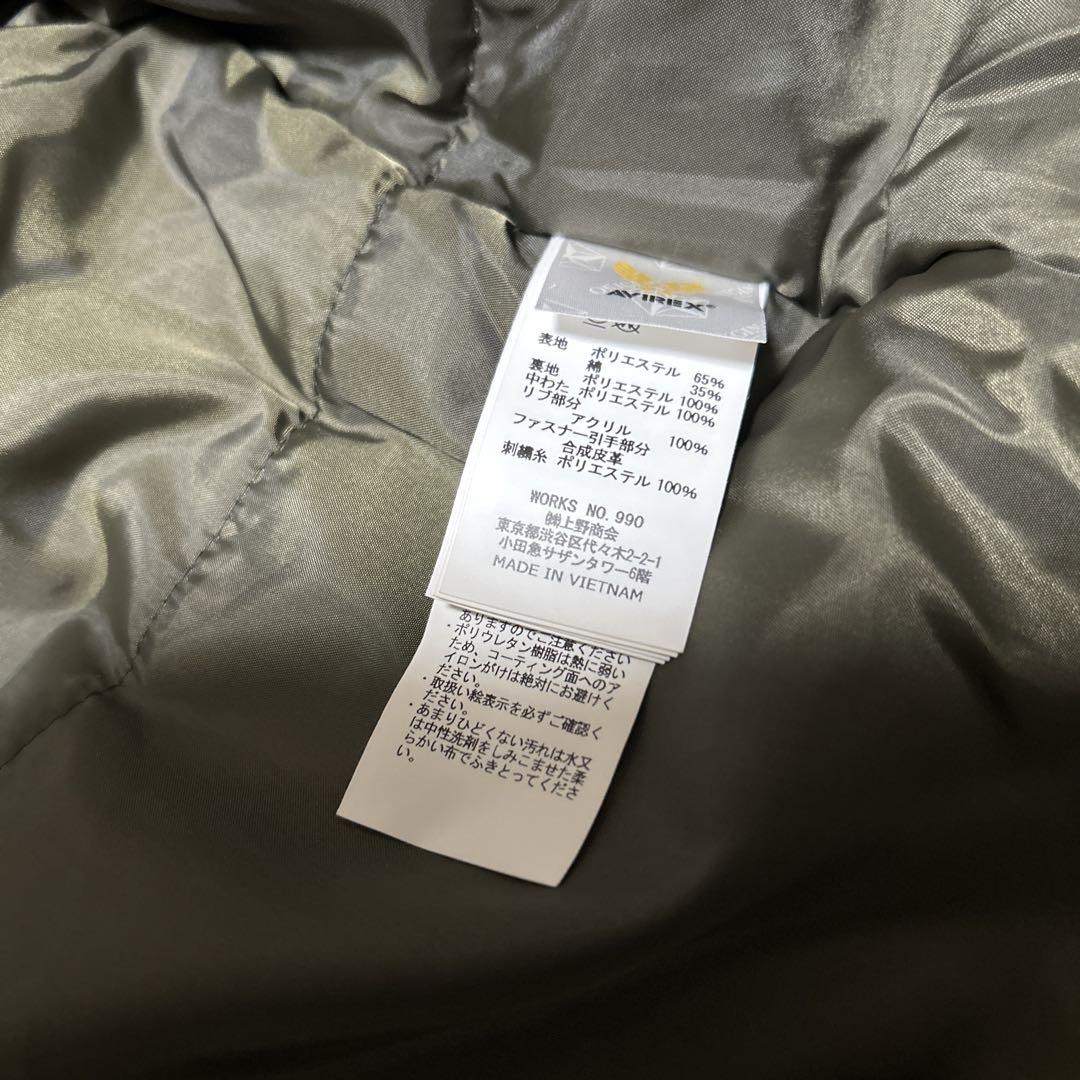 AVIREX
表地 ポリエステル 65%
綿 35%
裏地 ポリエステル 100%
中わた ポリエステル 100%
リブ部分
アクリル 100%
ファスナー引手部分
合成皮革
刺繍糸 ポリエステル 100%
WORKS NO. 990
㈱上野商会
東京都渋谷区代々木2-2-1
小田急サザンタワー6階
MADE IN VIETNAM
ありますのでご注意ください
・ポリウレタン樹脂は熱に弱い
ため、コーティング面へのア
イロンがけは絶対にお避けく
ださい。
・取扱い絵表示を必ずご確認く
ださい。
・あまりひどくない汚れは水又
は中性洗剤をしみこませた柔
らかい布でふきとってくださ
い。